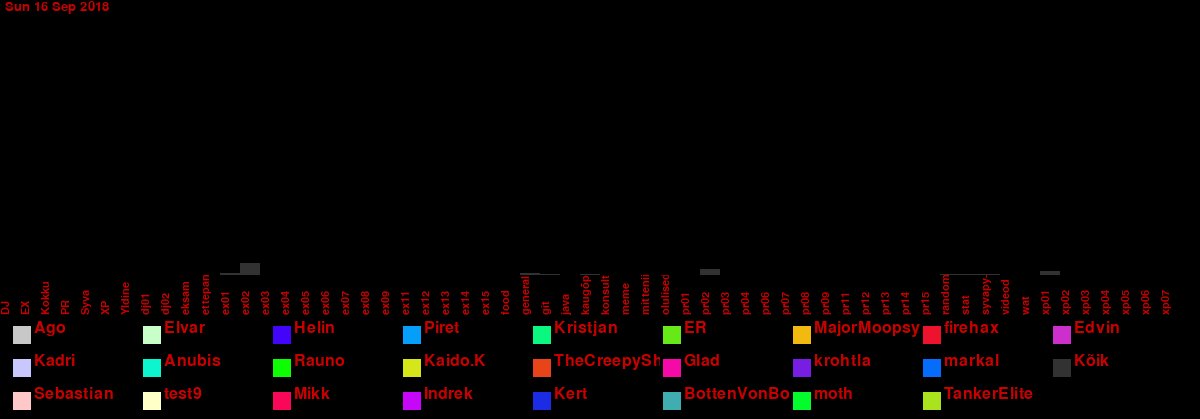 Sun 16 Sep 2018
DJ EX Kokku PR Syva XP Yldine dj01 dj02 eksam ettepan ex01 ex02 ex03 ex04 ex05 ex06 ex07 ex08 ex09 ex11 ex12 ex13 ex14 ex15 food general git java kaugõp konsult meme mittenii olulised pr01 pr02 pr03 pr04 pr06 pr07 pr08 pr09 pr11 pr12 pr13 pr14 pr15 random stat syvapy videod wat xp01 xp02 xp03 xp04 xp05 xp06 xp07
Ago Elvar Helin Piret Kristjan ER MajorMoopsy firehax Edvin
Kadri Anubis Rauno Kaido.K TheCreepySh Glad krohtla markal Kõik
Sebastian test9 Mikk Indrek Kert BottenVonBo moth TankerElite